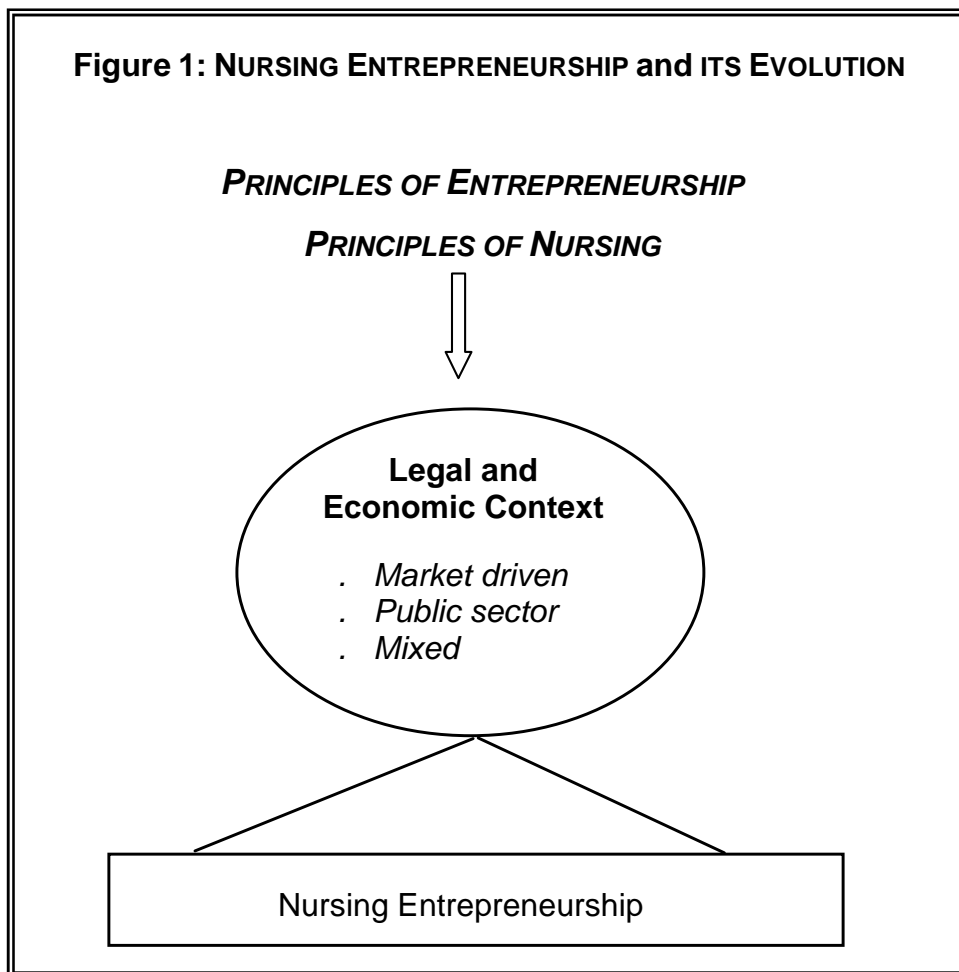 Figure 1: NURSING ENTREPRENEURSHIP and ITS EVOLUTION
PRINCIPLES OF ENTREPRENEURSHIP
PRINCIPLES OF NURSING
Legal and
Economic Context
. Market driven
. Public sector
. Mixed
Nursing Entrepreneurship